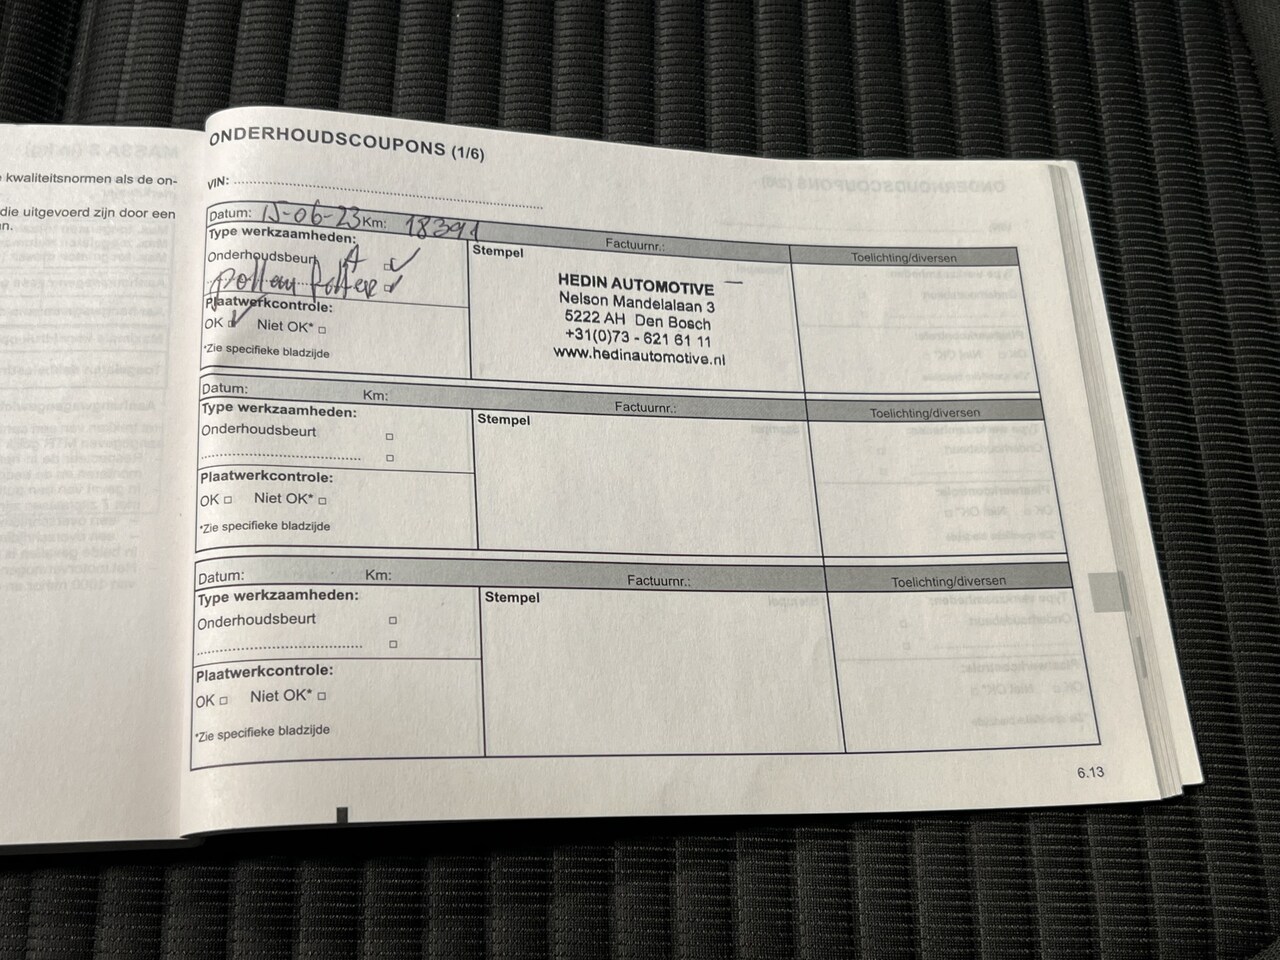 kwaliteitsnormen als de on-
die uitgevoerd zijn door een
ONDERHOUDSCOUPONS (1/6)
VIN:
Datum: 15-06-23 Km: 18391 Factuurnr.: Toelichting/diversen
Type werkzaamheden: Stempel
Onderhoudsbeurt A
Pollen
Plaatwerkcontrole:
OK Niet OK*
*Zie specifieke bladzijde
HEDIN AUTOMOTIVE
Nelson Mandelalaan 3
5222 AH Den Bosch
+31(0)73 - 621 61 11
www.hedinautomotive.nl
Datum: Km: Factuurnr.: Toelichting/diversen
Type werkzaamheden: Stempel
Onderhoudsbeurt
Plaatwerkcontrole:
OK Niet OK*
*Zie specifieke bladzijde
Datum: Km: Factuurnr.: Toelichting/diversen
Type werkzaamheden: Stempel
Onderhoudsbeurt
Plaatwerkcontrole:
OK Niet OK*
*Zie specifieke bladzijde
6.13